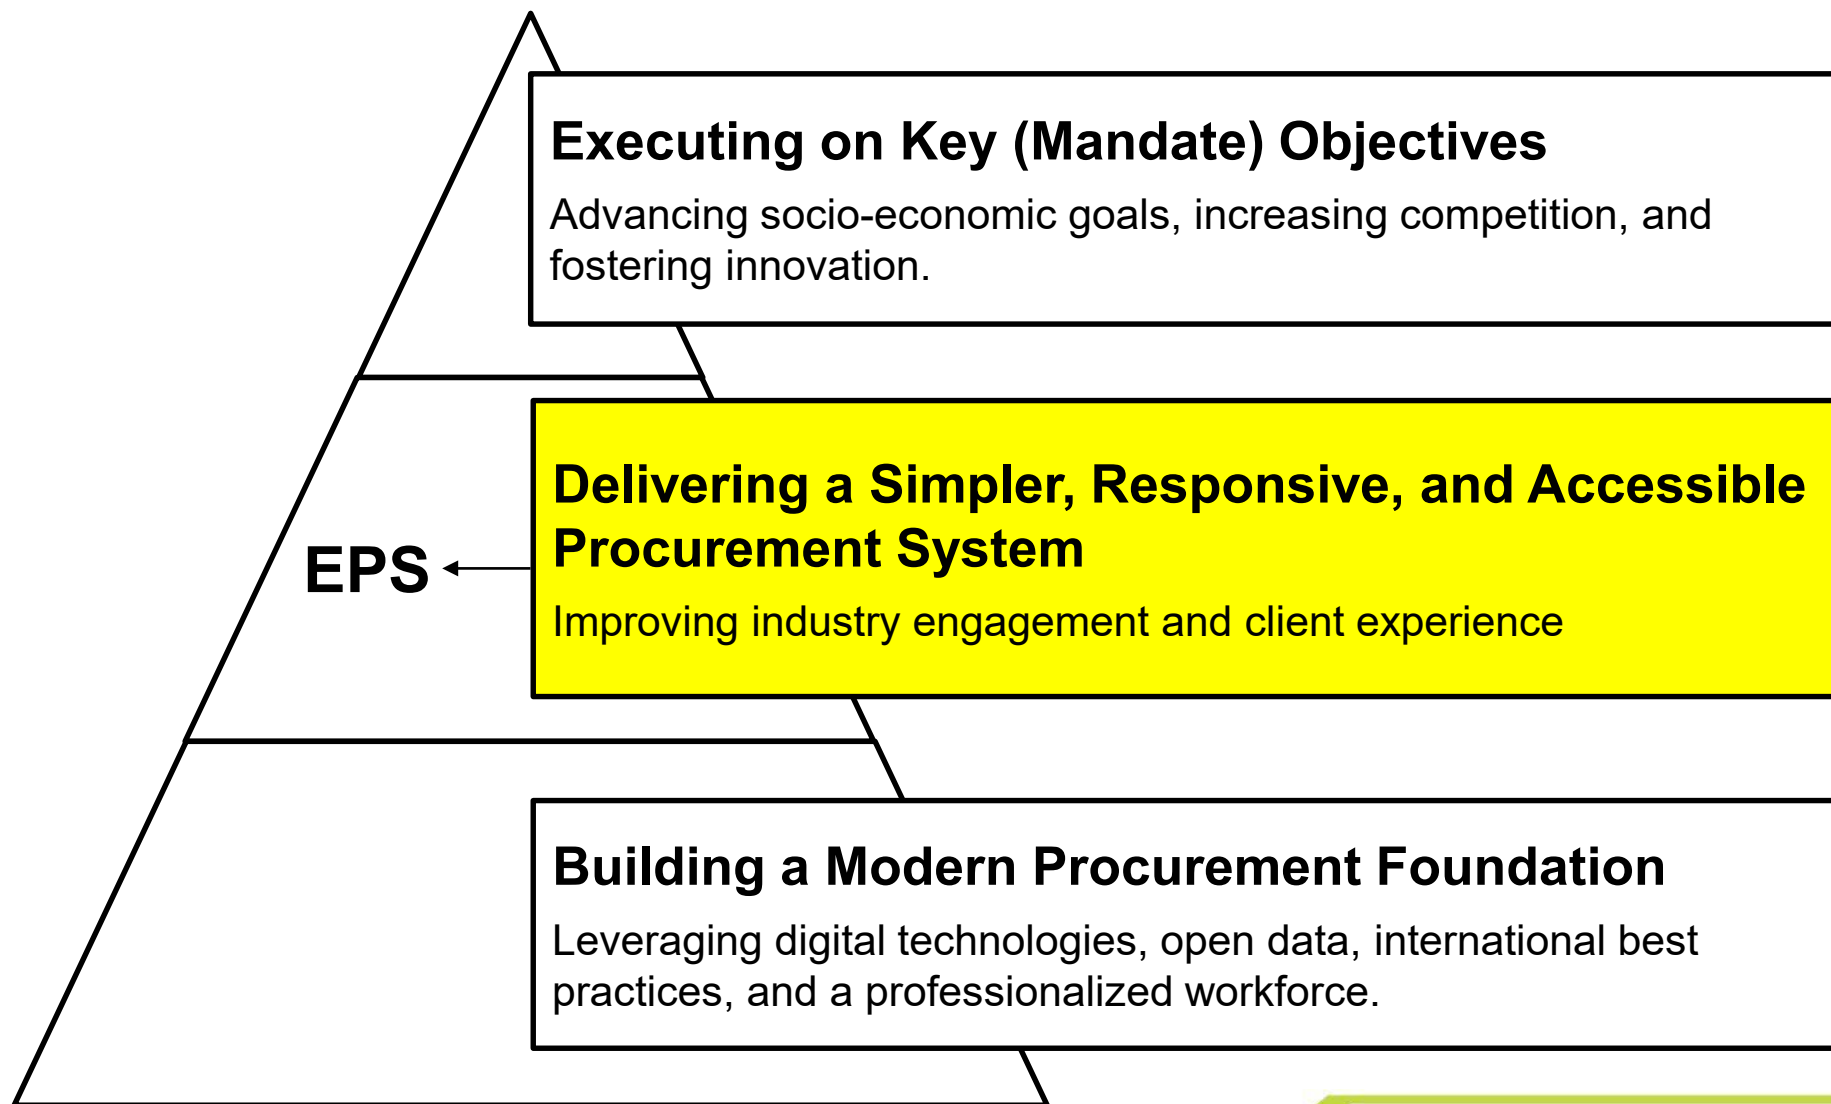 Executing on Key (Mandate) Objectives
Advancing socio-economic goals, increasing competition, and
fostering innovation.
EPS
Delivering a Simpler, Responsive, and Accessible
Procurement System
Improving industry engagement and client experience
Building a Modern Procurement Foundation
Leveraging digital technologies, open data, international best
practices, and a professionalized workforce.